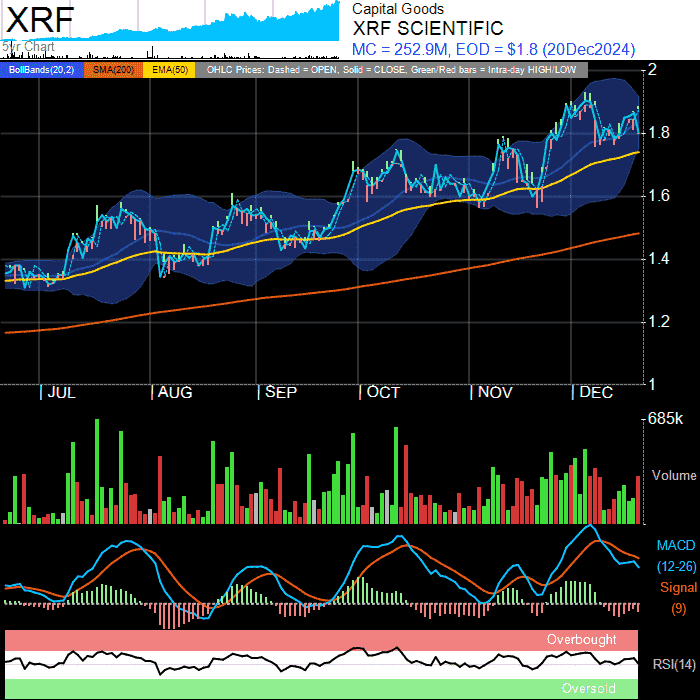 XRF
Capital Goods
XRF SCIENTIFIC
5yr Chart
MC = 252.9M, EOD = $1.8 (20Dec2024)
BollBands(20,2) SMA(200) EMA(50) OHLC Prices: Dashed = OPEN, Solid = CLOSE, Green/Red bars = Intra-day HIGH/LOW
2
1.8
1.6
1.4
1.2
1
JUL AUG SEP OCT NOV DEC
685k
Volume
MACD
(12-26)
Signal
(9)
Overbought
RSI(14)
Oversold